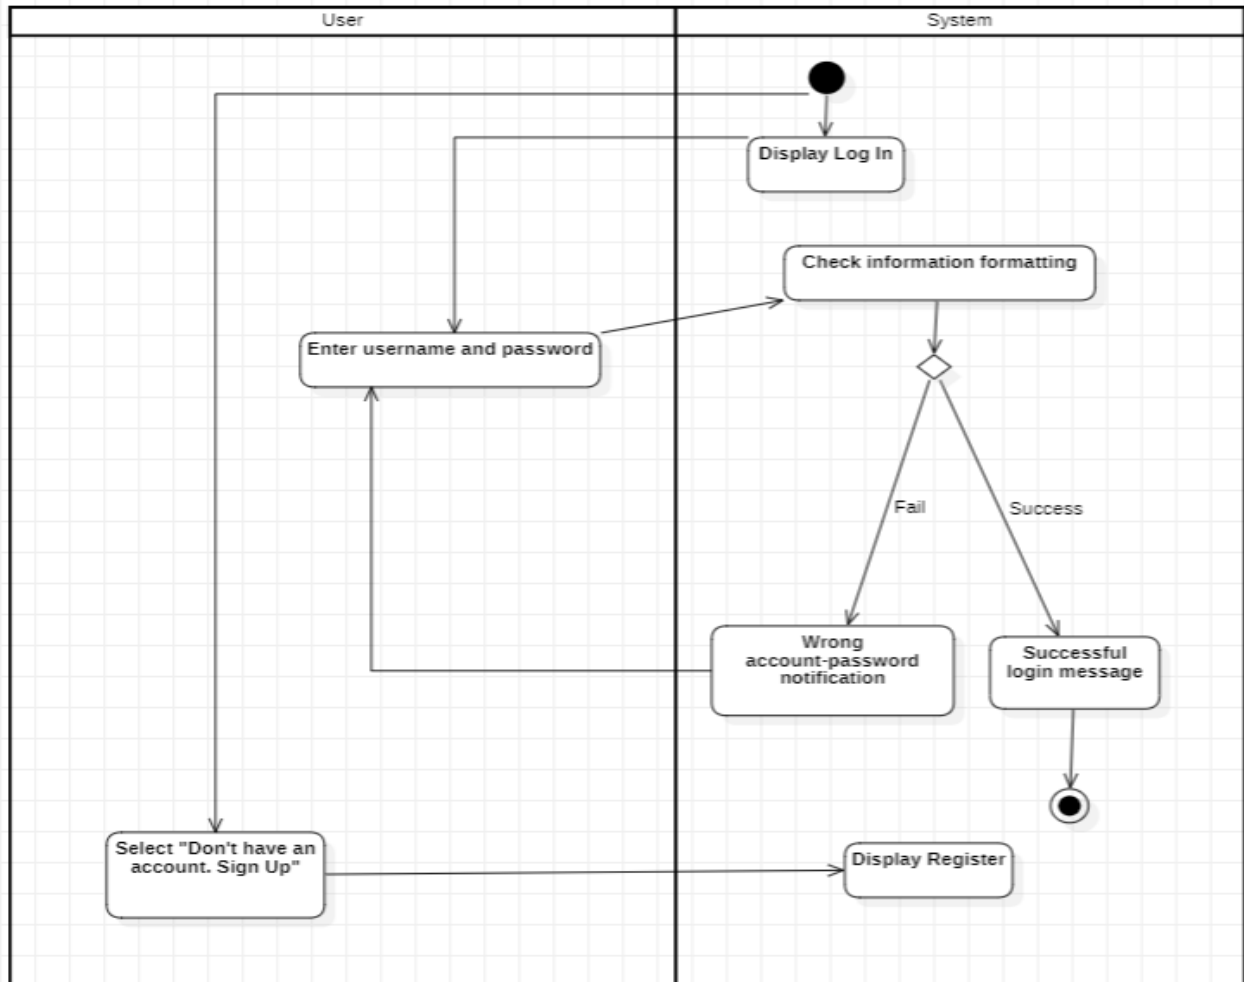 User
System
Display Log In
Check information formatting
Enter username and password
Fail
Success
Wrong
account-password
notification
Successful
login message
Select "Don't have an
account. Sign Up"
Display Register